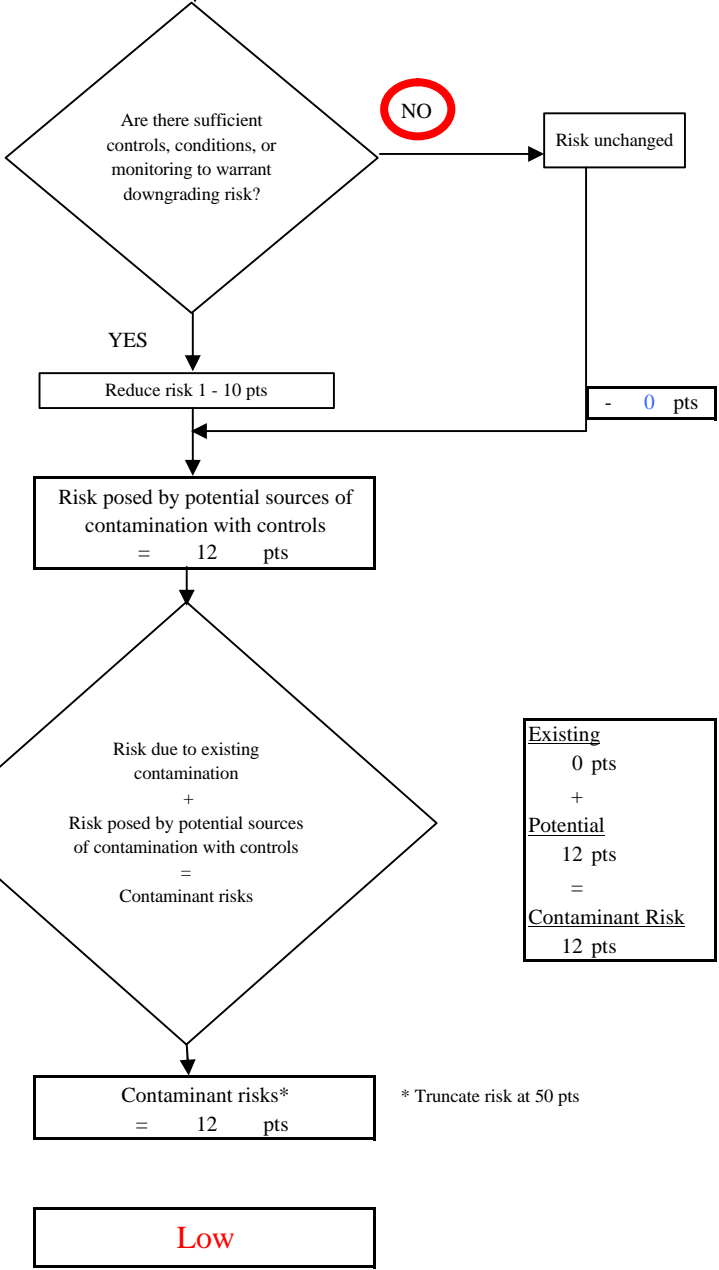 Are there sufficient
controls, conditions, or
monitoring to warrant
downgrading risk?
NO
Risk unchanged
YES
Reduce risk 1 - 10 pts
- 0 pts
Risk posed by potential sources of
contamination with controls
= 12 pts
Risk due to existing
contamination
+
Risk posed by potential sources
of contamination with controls
=
Contaminant risks
Existing
0 pts
+
Potential
12 pts
=
Contaminant Risk
12 pts
Contaminant risks*
= 12 pts
* Truncate risk at 50 pts
Low